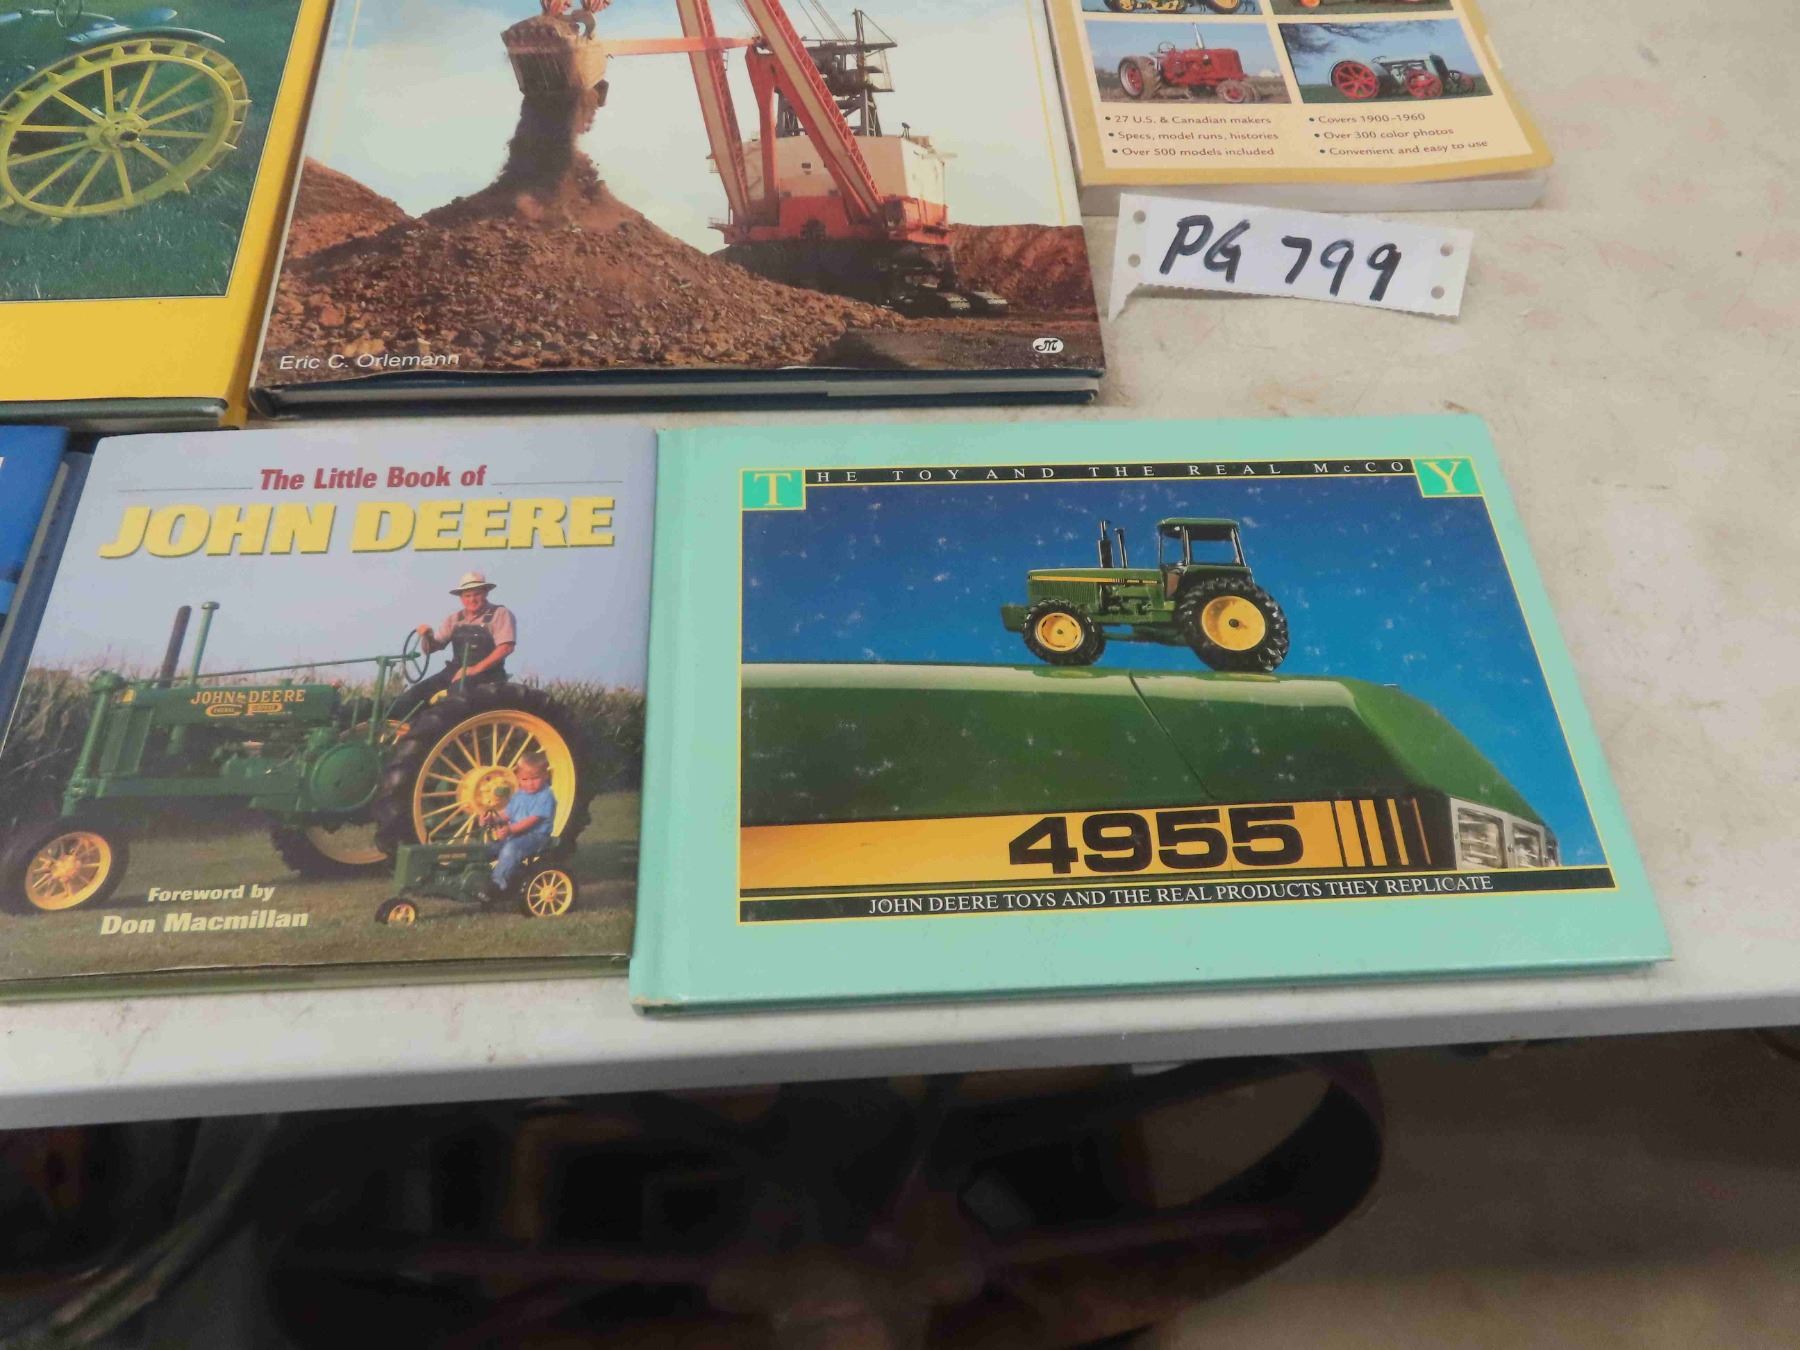 • 27 U.S. & Canadian makers
• Specs, model runs, histories
• Over 500 models included
• Covers 1900-1960
• Over 300 color photos
• Convenient and easy to use
PG 799
Eric C. Orlemann
M
The Little Book of
JOHN DEERE
JOHN DEERE
GENERAL PURPOSE
Foreword by
Don Macmillan
THE TOY AND THE REAL McCOY
4955
JOHN DEERE TOYS AND THE REAL PRODUCTS THEY REPLICATE